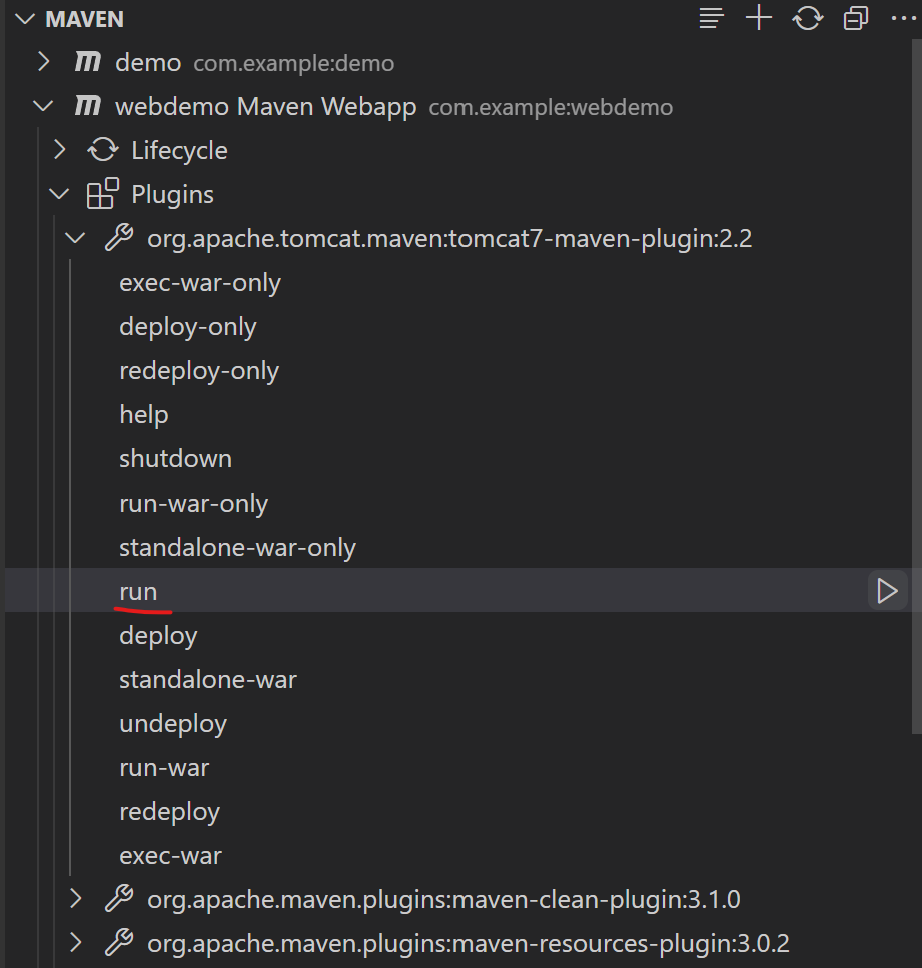 MAVEN
demo com.example:demo
webdemo Maven Webapp com.example:webdemo
Lifecycle
Plugins
org.apache.tomcat.maven:tomcat7-maven-plugin:2.2
exec-war-only
deploy-only
redeploy-only
help
shutdown
run-war-only
standalone-war-only
run
deploy
standalone-war
undeploy
run-war
redeploy
exec-war
org.apache.maven.plugins:maven-clean-plugin:3.1.0
org.apache.maven.plugins:maven-resources-plugin:3.0.2